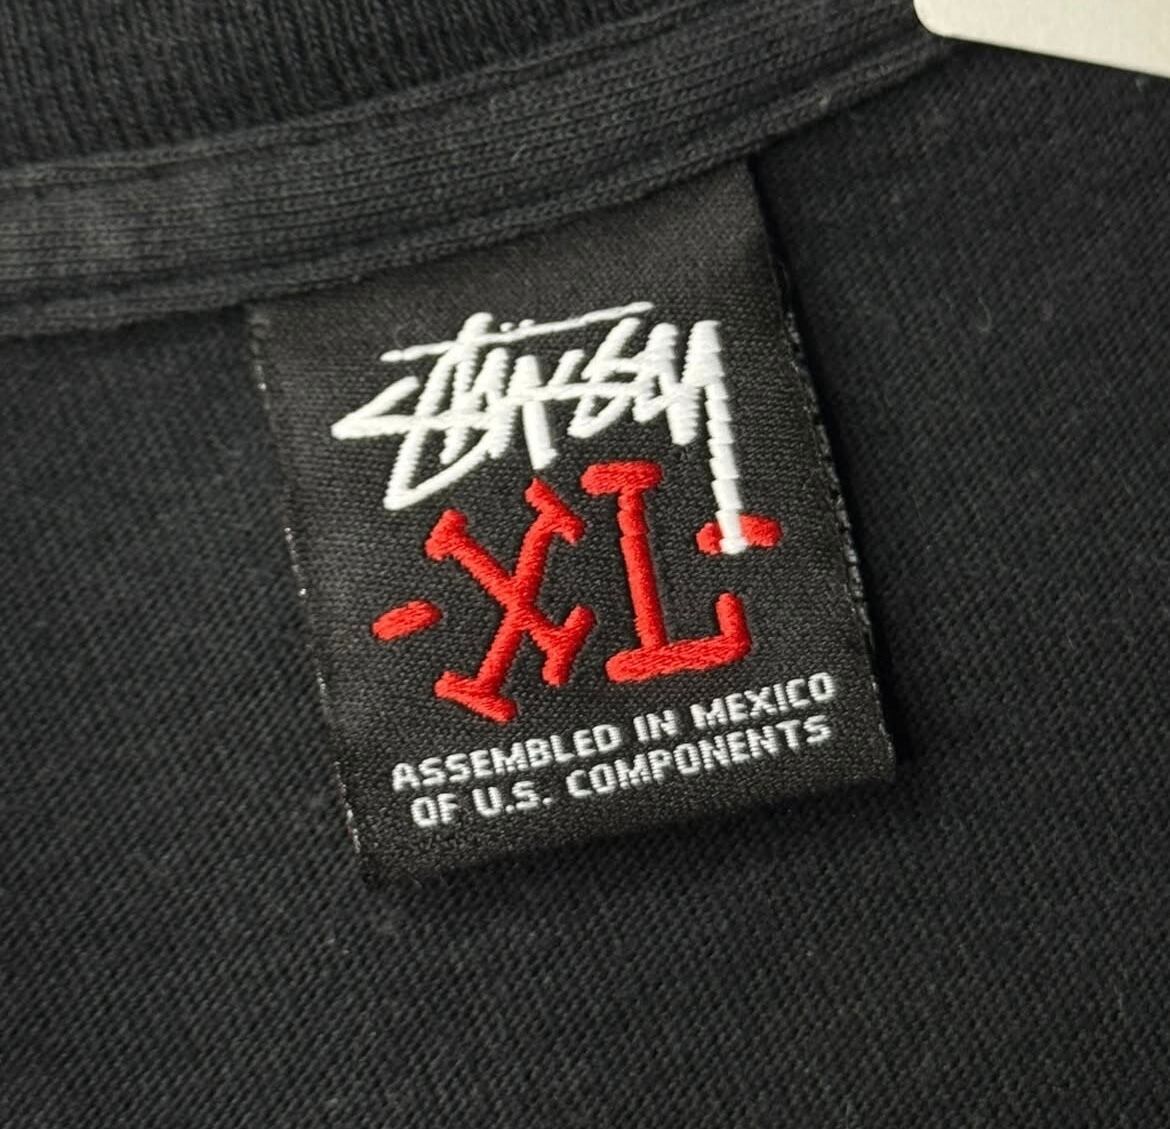 STÜSSY
-XL-
ASSEMBLED IN MEXICO
OF U.S. COMPONENTS